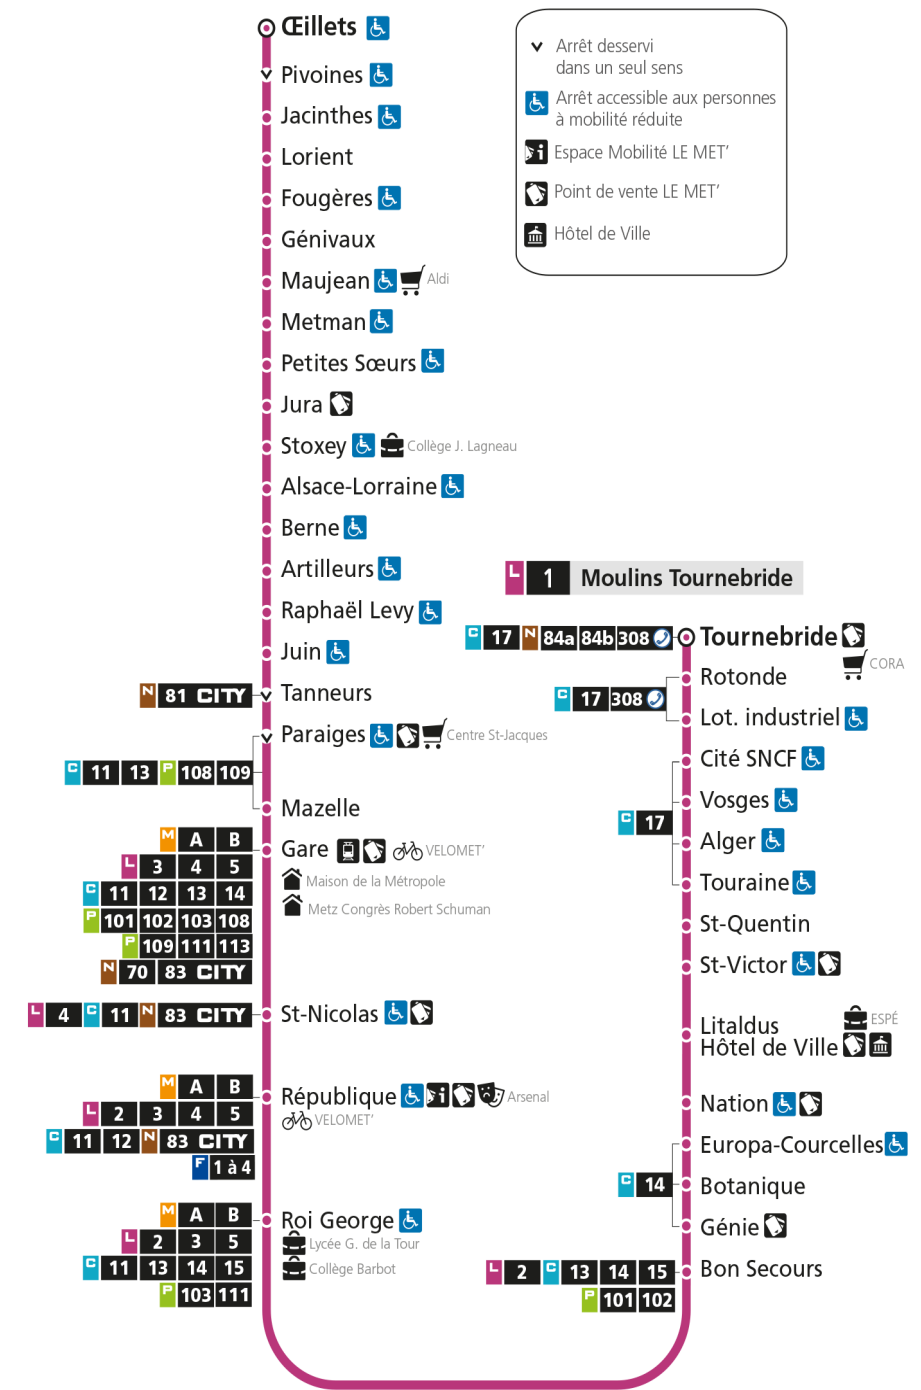 Œillets
Pivoines
Jacinthes
Lorient
Fougères
Génivaux
Maujean Aldi
Metman
Petites Sœurs
Jura
Stoxey Collège J. Lagneau
Alsace-Lorraine
Berne
Artilleurs
Raphaël Levy
Juin
N 81 CITY Tanneurs
Paraiges Centre St-Jacques
C 11 13 P 108 109
Mazelle
M A B
Gare VELOMET'
L 3 4 5
Maison de la Métropole
C 11 12 13 14
Metz Congrès Robert Schuman
P 101 102 103 108
P 109 111 113
N 70 83 CITY
L 4 C 11 N 83 CITY St-Nicolas
M A B
République Arsenal
L 2 3 4 5
VELOMET'
C 11 12 N 83 CITY
F 1 à 4
M A B
Roi George
L 2 3 5
Lycée G. de la Tour
C 11 13 14 15
Collège Barbot
P 103 111
Arrêt desservi
dans un seul sens
Arrêt accessible aux personnes
à mobilité réduite
Espace Mobilité LE MET'
Point de vente LE MET'
Hôtel de Ville
L 1 Moulins Tournebride
C 17 N 84a 84b 308 Tournebride
CORA
Rotonde
C 17 308
Lot. industriel
Cité SNCF
Vosges
C 17
Alger
Touraine
St-Quentin
St-Victor
Litaldus ESPÉ
Hôtel de Ville
Nation
Europa-Courcelles
C 14 Botanique
Génie
L 2 C 13 14 15 Bon Secours
P 101 102